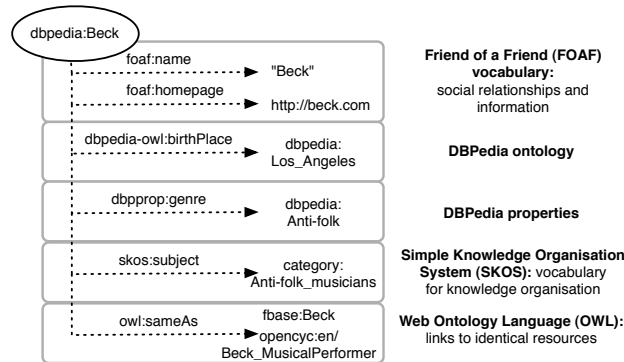 dbpedia:Beck
foaf:name
"Beck"
foaf:homepage
http://beck.com
Friend of a Friend (FOAF)
vocabulary:
social relationships and
information
dbpedia-owl:birthPlace
dbpedia:
Los_Angeles
DBPedia ontology
dbpprop:genre
dbpedia:
Anti-folk
DBPedia properties
skos:subject
category:
Anti-folk_musicians
Simple Knowledge Organisation
System (SKOS): vocabulary
for knowledge organisation
owl:sameAs
fbase:Beck
opencyc:en/
Beck_MusicalPerformer
Web Ontology Language (OWL):
links to identical resources